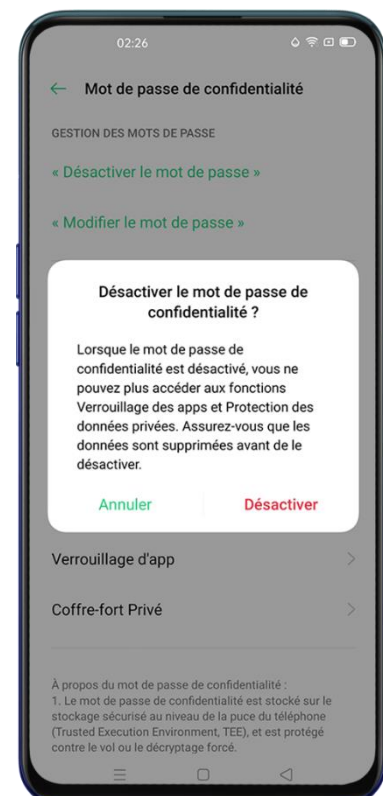 02:26
Mot de passe de confidentialité
GESTION DES MOTS DE PASSE
« Désactiver le mot de passe »
« Modifier le mot de passe »
Désactiver le mot de passe de
confidentialité ?
Lorsque le mot de passe de
confidentialité est désactivé, vous ne
pouvez plus accéder aux fonctions
Verrouillage des apps et Protection des
données privées. Assurez-vous que les
données sont supprimées avant de le
désactiver.
Annuler Désactiver
Verrouillage d'app
Coffre-fort Privé
À propos du mot de passe de confidentialité :
1. Le mot de passe de confidentialité est stocké sur le
stockage sécurisé au niveau de la puce du téléphone
(Trusted Execution Environment, TEE), et est protégé
contre le vol ou le décryptage forcé.